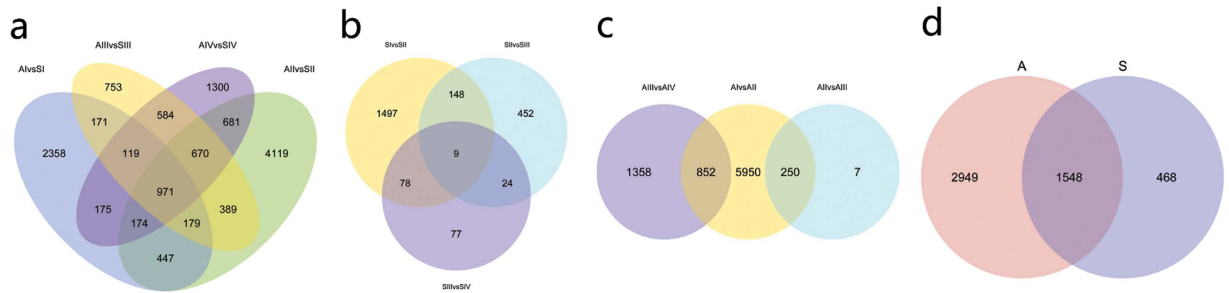 a
AIIIvsSIII
AIVvsSIV
AIvsSI
AIIvsSII
753
1300
171
584
681
2358
119
670
4119
971
175
389
174
179
447
b
SIvsSII
SIIvsSIII
148
1497
452
9
78
24
77
SIIIvsSIV
c
AIIIvsAIV
AIvsAII
AIIvsAIII
1358
852
5950
250
7
d
A
S
2949
1548
468